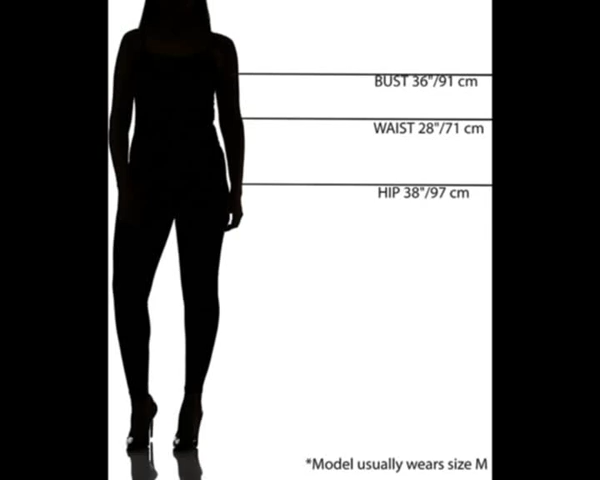 BUST 36"/91 cm
WAIST 28"/71 cm
HIP 38"/97 cm
*Model usually wears size M